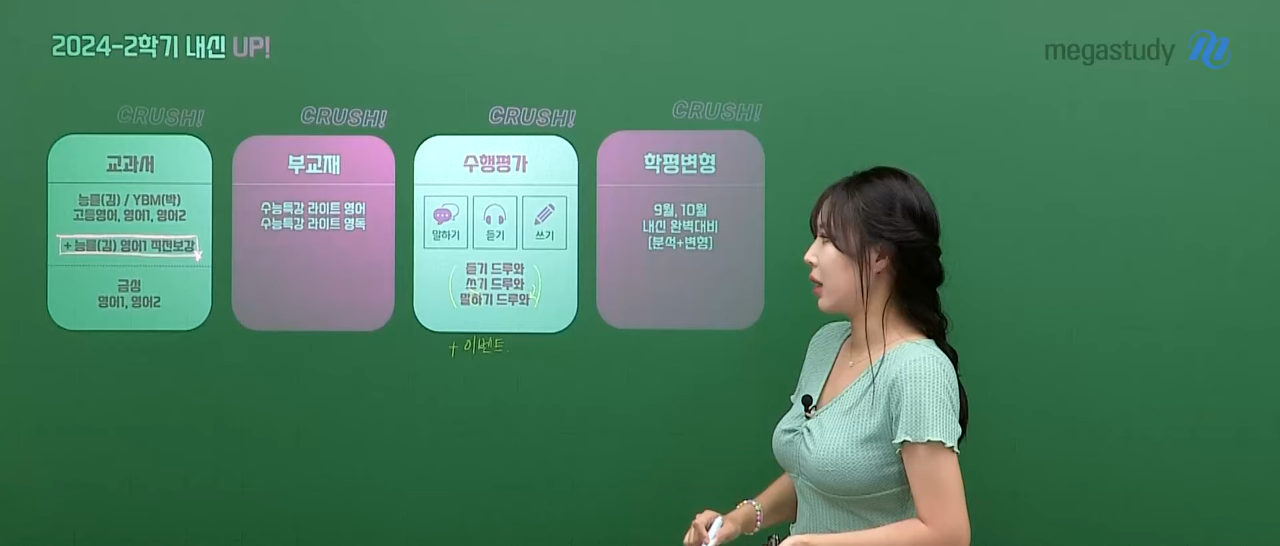 2024-2학기 내신 UP!
megastudy
CRUSH!
교과서
능률(김) / YBM(박)
고등영어, 영어1, 영어2
+ 능률(김) 영어1 직전보강
금성
영어1, 영어2
CRUSH!
부교재
수능특강 라이트 영어
수능특강 라이트 영독
CRUSH!
수행평가
말하기
듣기
쓰기
듣기 드루와
쓰기 드루와
말하기 드루와
+ 이벤트
CRUSH!
학평변형
9월, 10월
내신 완벽대비
[분석+변형]